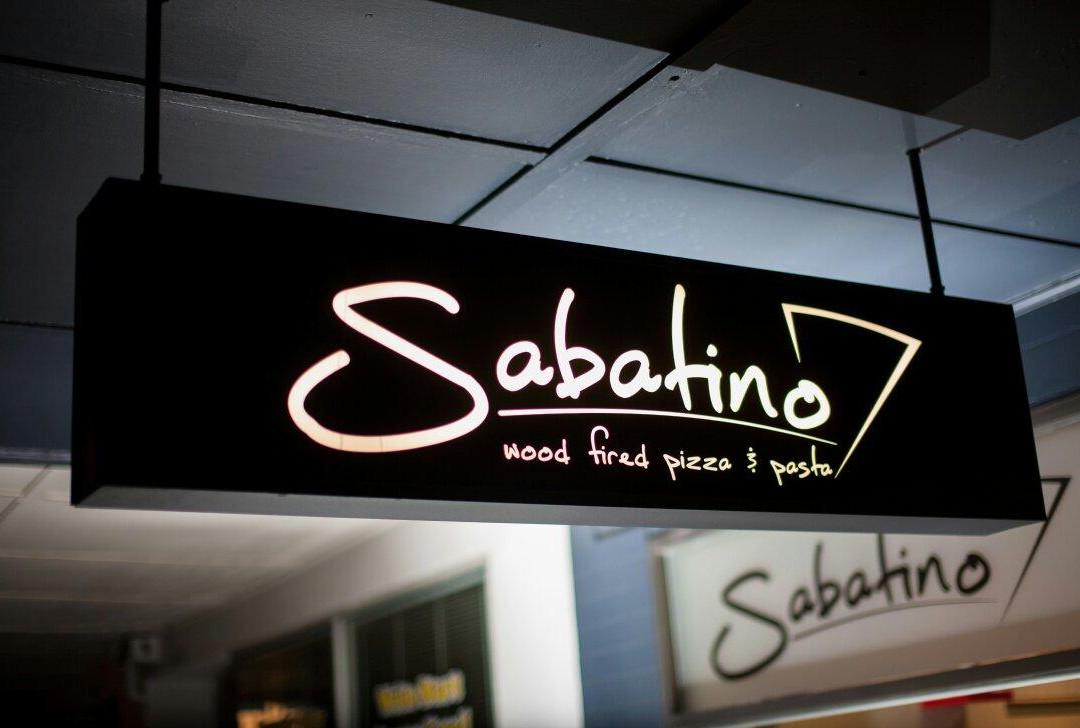 Sabatino
wood fired pizza & pasta
Sabatino